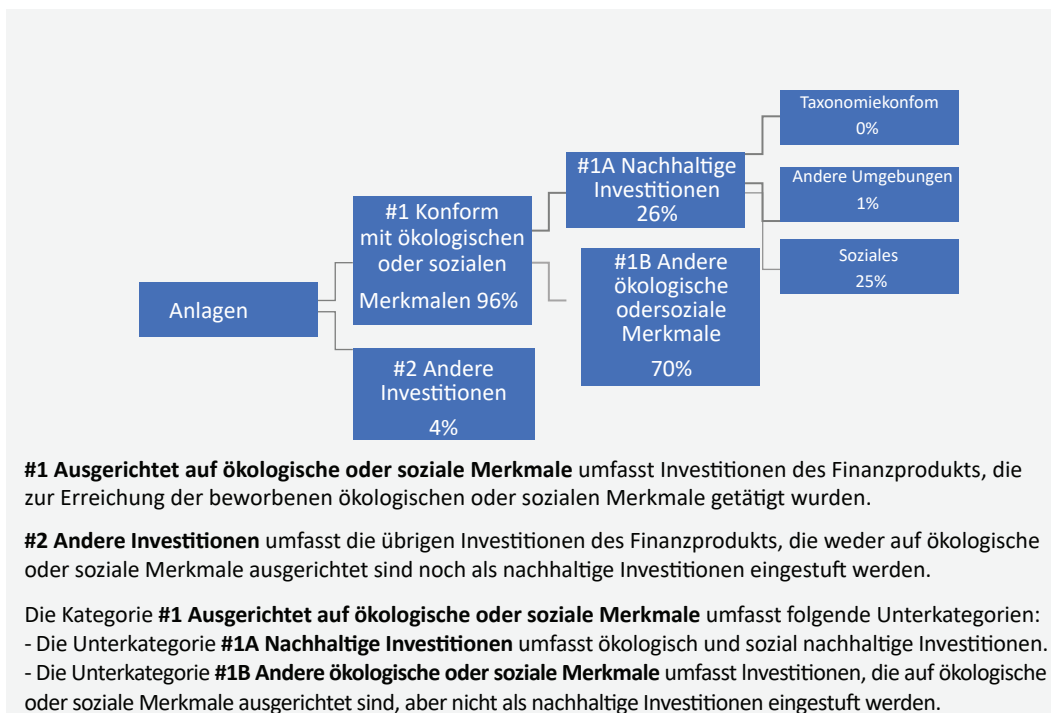 Taxonomiekonfom
0%
#1A Nachhaltige
Investitionen
26%
Andere Umgebungen
1%
#1 Konform
mit ökologischen
oder sozialen
Merkmalen 96%
Soziales
25%
#1B Andere
ökologische
odersoziale
Merkmale
70%
Anlagen
#2 Andere
Investitionen
4%
#1 Ausgerichtet auf ökologische oder soziale Merkmale umfasst Investitionen des Finanzprodukts, die
zur Erreichung der beworbenen ökologischen oder sozialen Merkmale getätigt wurden.
#2 Andere Investitionen umfasst die übrigen Investitionen des Finanzprodukts, die weder auf ökologische
oder soziale Merkmale ausgerichtet sind noch als nachhaltige Investitionen eingestuft werden.
Die Kategorie #1 Ausgerichtet auf ökologische oder soziale Merkmale umfasst folgende Unterkategorien:
- Die Unterkategorie #1A Nachhaltige Investitionen umfasst ökologisch und sozial nachhaltige Investitionen.
- Die Unterkategorie #1B Andere ökologische oder soziale Merkmale umfasst lnvestitionen, die auf ökologische
oder soziale Merkmale ausgerichtet sind, aber nicht als nachhaltige Investitionen eingestuft werden.